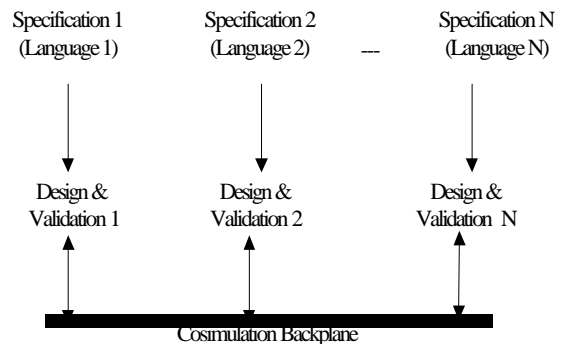 Specification 1 Specification 2 Specification N
(Language 1) (Language 2) --- (Language N)
Design & Design & Design &
Validation 1 Validation 2 Validation N
Cosimulation Backplane